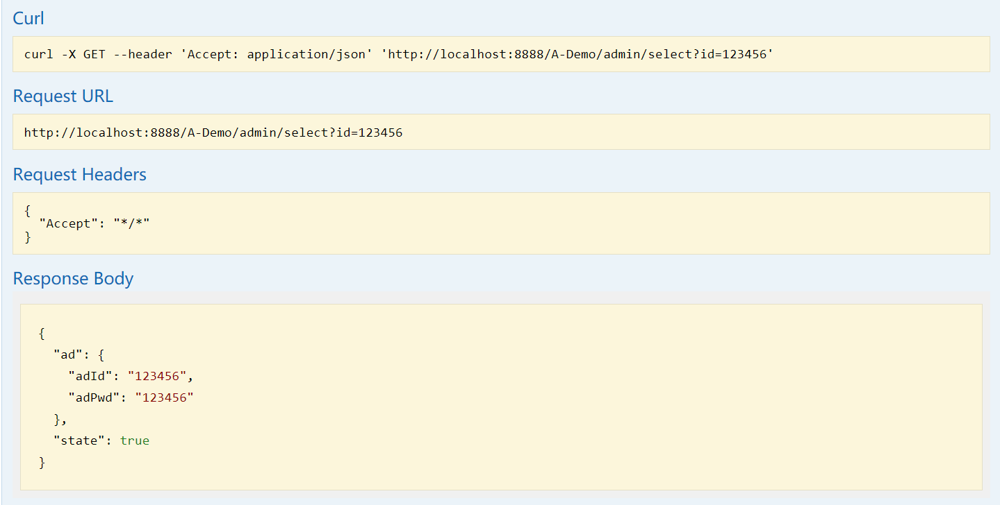 Curl
curl -X GET --header 'Accept: application/json' 'http://localhost:8888/A-Demo/admin/select?id=123456'
Request URL
http://localhost:8888/A-Demo/admin/select?id=123456
Request Headers
{
  "Accept": "*/*"
}
Response Body
{
  "ad": {
    "adId": "123456",
    "adPwd": "123456"
  },
  "state": true
}